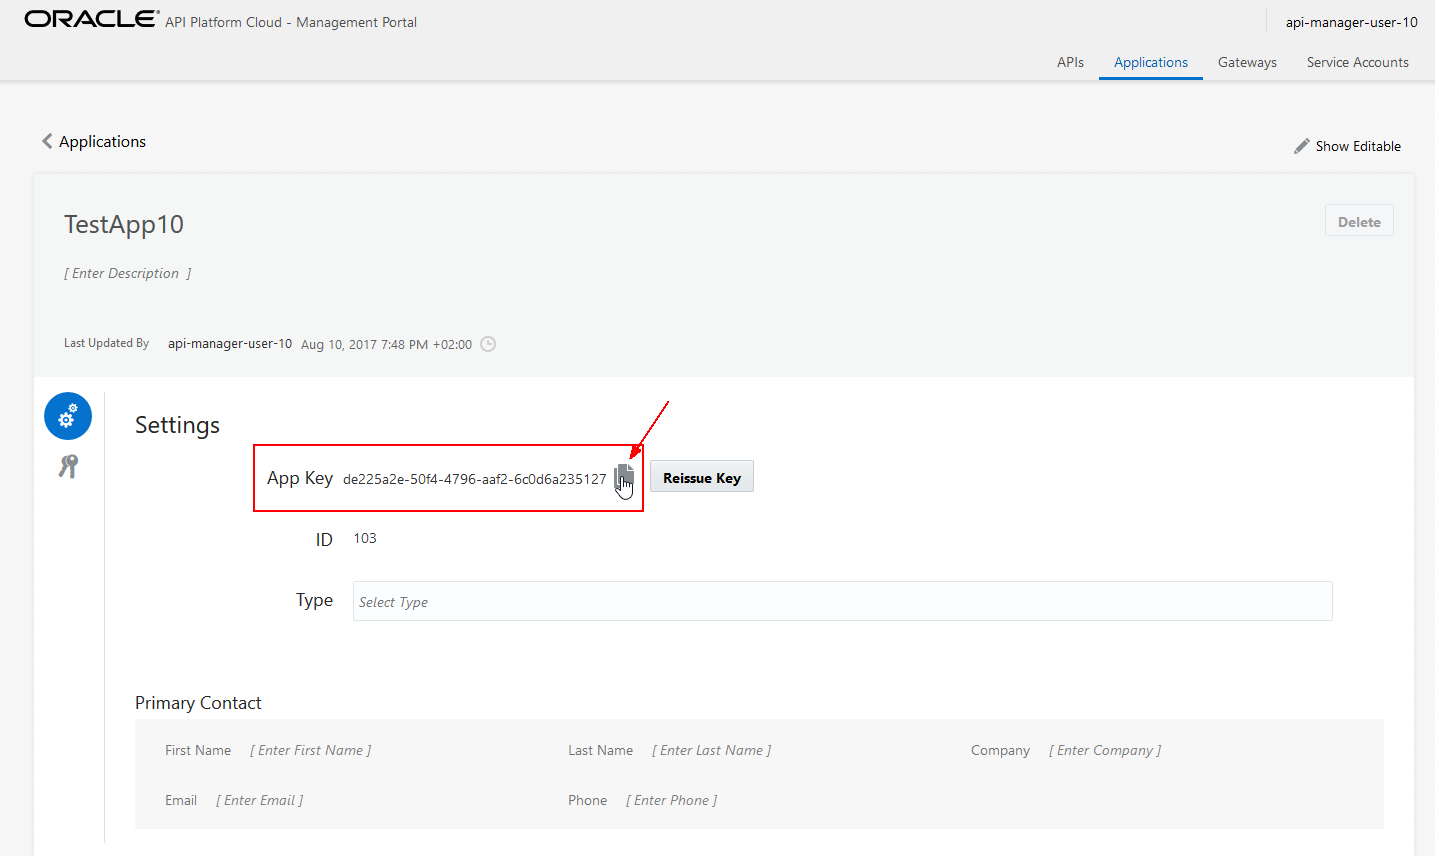 ORACLE API Platform Cloud - Management Portal
api-manager-user-10
APIs Applications Gateways Service Accounts
Applications
Show Editable
TestApp10
Delete
[ Enter Description ]
Last Updated By api-manager-user-10 Aug 10, 2017 7:48 PM +02:00
Settings
App Key de225a2e-50f4-4796-aaf2-6c0d6a235127 Reissue Key
ID 103
Type Select Type
Primary Contact
First Name [ Enter First Name ] Last Name [ Enter Last Name ] Company [ Enter Company ]
Email [ Enter Email ] Phone [ Enter Phone ]